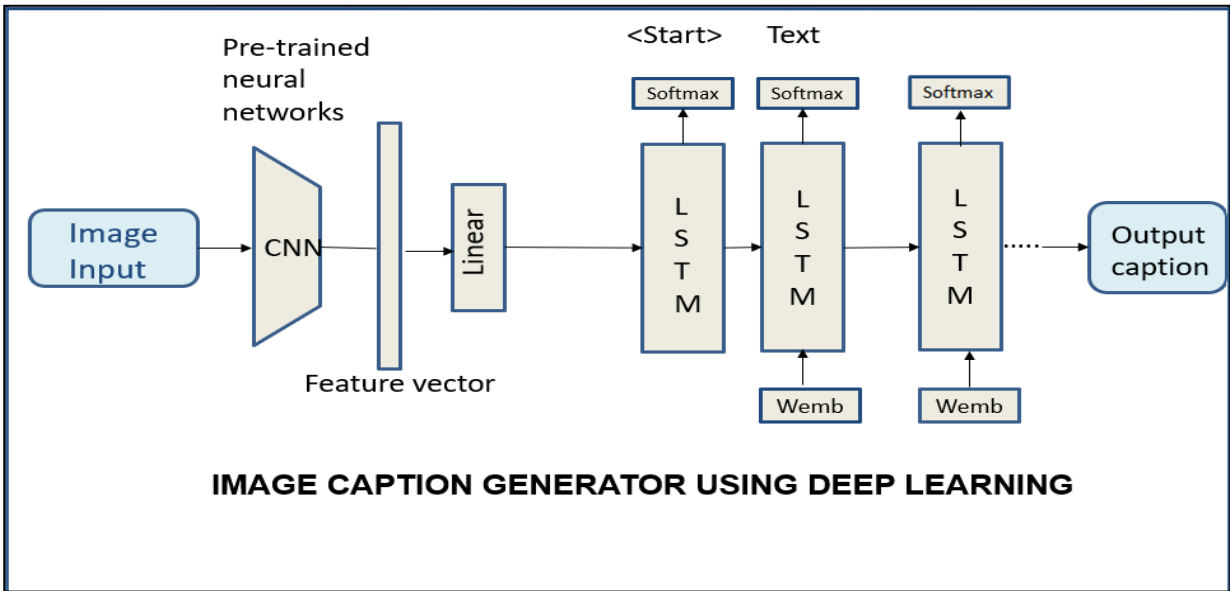 <Start>
Text
Pre-trained
neural
networks
Softmax
Softmax
Softmax
Image
Input
CNN
Linear
L
S
T
M
L
S
T
M
L
S
T
M
.....
Output
caption
Feature vector
Wemb
Wemb
IMAGE CAPTION GENERATOR USING DEEP LEARNING